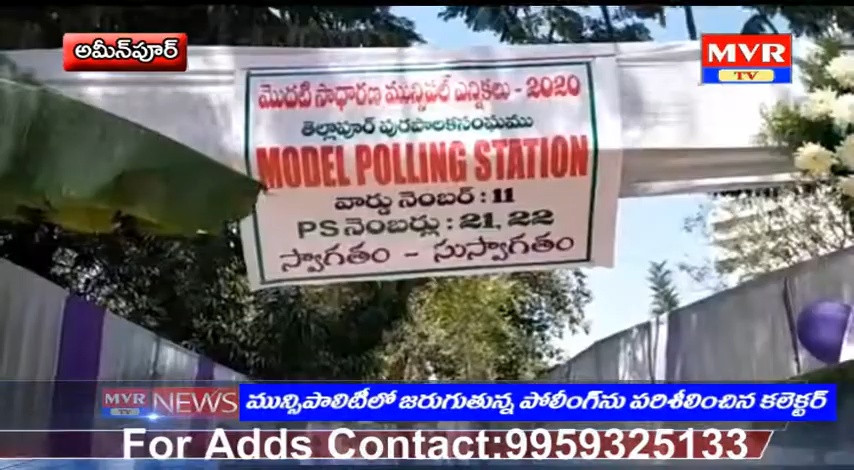 అమీన్‌పూర్
MVR
TV
మొదటి సాధారణ మున్సిపల్ ఎన్నికలు - 2020
తెల్లాపూర్ పురపాలకసంఘము
MODEL POLLING STATION
వార్డు నెంబర్ : 11
PS నెంబర్లు : 21, 22
స్వాగతం - సుస్వాగతం
MVR
TV
NEWS
మున్సిపాలిటీలో జరుగుతున్న పోలింగ్‌ను పరిశీలించిన కలెక్టర్
For Adds Contact:9959325133